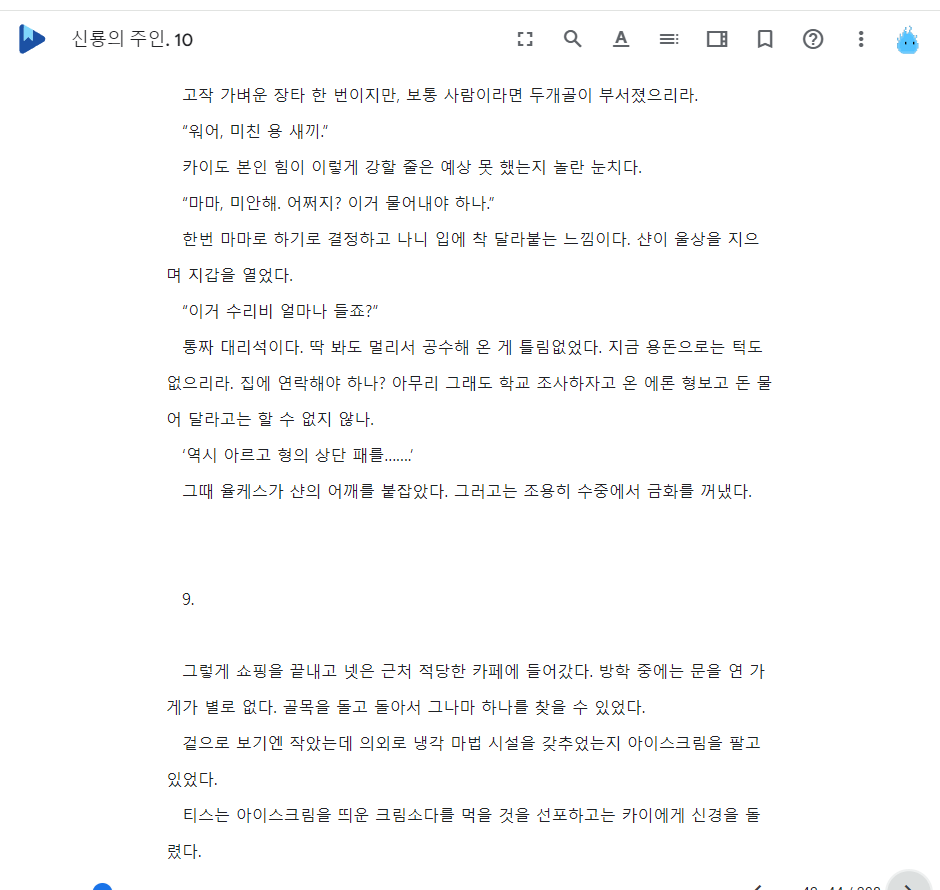 신룡의 주인. 10
고작 가벼운 장타 한 번이지만, 보통 사람이라면 두개골이 부서졌으리라.
“워어, 미친 용 새끼.”
카이도 본인 힘이 이렇게 강할 줄은 예상 못 했는지 놀란 눈치다.
“마마, 미안해. 어쩌지? 이거 물어내야 하나.”
한번 마마로 하기로 결정하고 나니 입에 착 달라붙는 느낌이다. 샨이 울상을 지으
며 지갑을 열었다.
“이거 수리비 얼마나 들죠?”
통짜 대리석이다. 딱 봐도 멀리서 공수해 온 게 틀림없었다. 지금 용돈으로는 턱도
없으리라. 집에 연락해야 하나? 아무리 그래도 학교 조사하자고 온 에론 형보고 돈 물
어 달라고는 할 수 없지 않나.
‘역시 아르고 형의 상단 패를…….’
그때 율케스가 샨의 어깨를 붙잡았다. 그러고는 조용히 수중에서 금화를 꺼냈다.
9.
그렇게 쇼핑을 끝내고 넷은 근처 적당한 카페에 들어갔다. 방학 중에는 문을 연 가
게가 별로 없다. 골목을 돌고 돌아서 그나마 하나를 찾을 수 있었다.
겉으로 보기엔 작았는데 의외로 냉각 마법 시설을 갖추었는지 아이스크림을 팔고
있었다.
티스는 아이스크림을 띄운 크림소다를 먹을 것을 선포하고는 카이에게 신경을 돌
렸다.